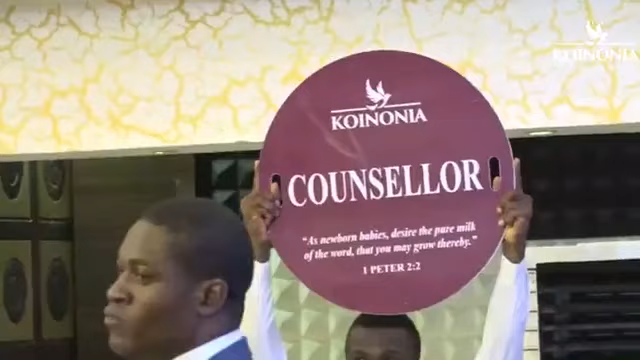 KOINONIA
KOINONIA
COUNSELLOR
"As newborn babies, desire the pure milk
of the word, that you may grow thereby."
1 PETER 2:2